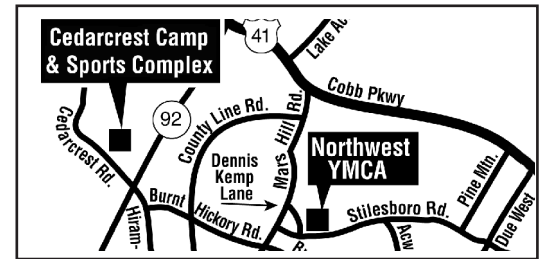 Cedarcrest Camp
& Sports Complex
41
Lake Ac
Cobb Pkwy
92
County Line Rd.
Cedarcrest Rd.
Mars Hill Rd.
Northwest
YMCA
Dennis
Kemp
Lane
Pine Mtn.
Burnt
Hickory Rd.
Stilesboro Rd.
Due West
Hiram-
Acw